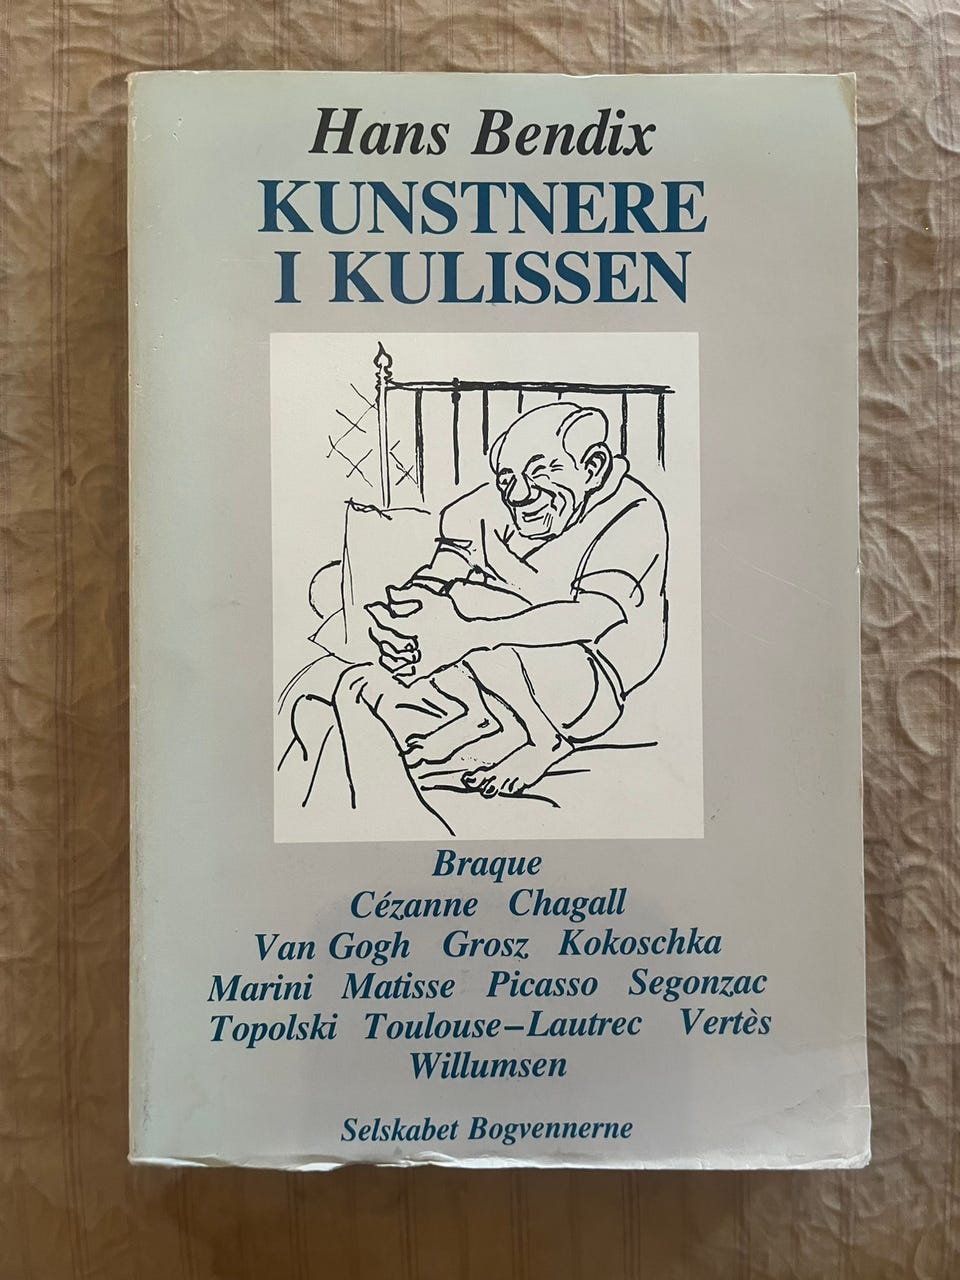 Hans Bendix
KUNSTNERE
I KULISSEN
Braque
Cézanne Chagall
Van Gogh Grosz Kokoschka
Marini Matisse Picasso Segonzac
Topolski Toulouse–Lautrec Vertès
Willumsen
Selskabet Bogvennerne